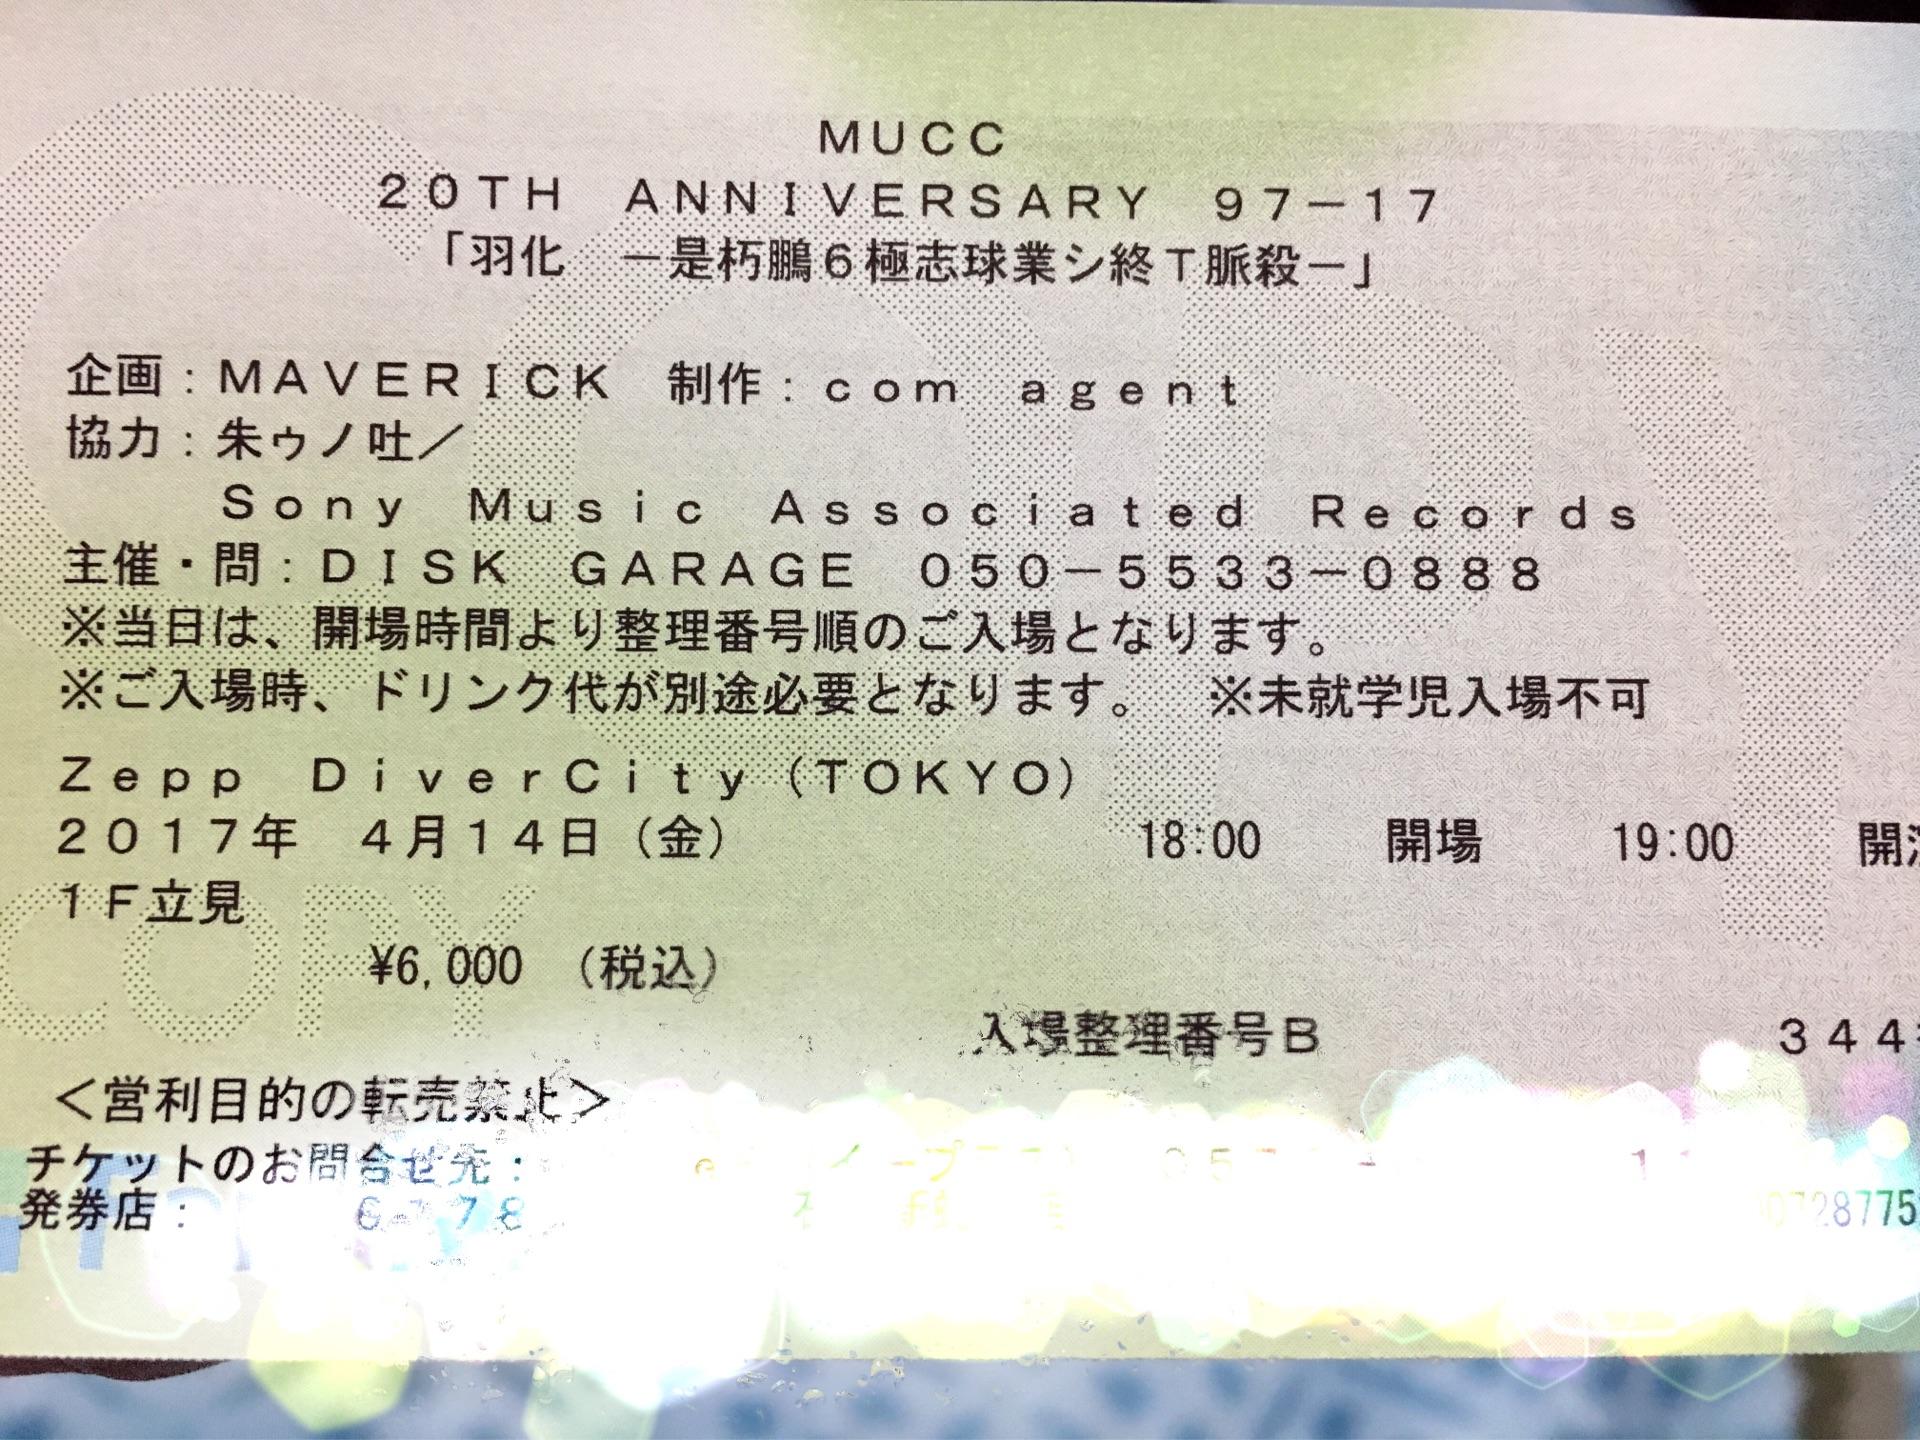 MUCC
20TH ANNIVERSARY 97-17
「羽化 -是朽鵬6極志球業シ終T脈殺-」
企画：MAVERICK 制作：com agent
協力：朱ゥノ吐／
Sony Music Associated Records
主催・問：DISK GARAGE 050-5533-0888
※当日は、開場時間より整理番号順のご入場となります。
※ご入場時、ドリンク代が別途必要となります。 ※未就学児入場不可
Zepp DiverCity（TOKYO）
2017年 4月14日（金） 18:00 開場 19:00 開
1F立見
¥6,000 （税込）
入場整理番号B 344
＜営利目的の転売禁止＞
チケットのお問合せ先：
発券店：